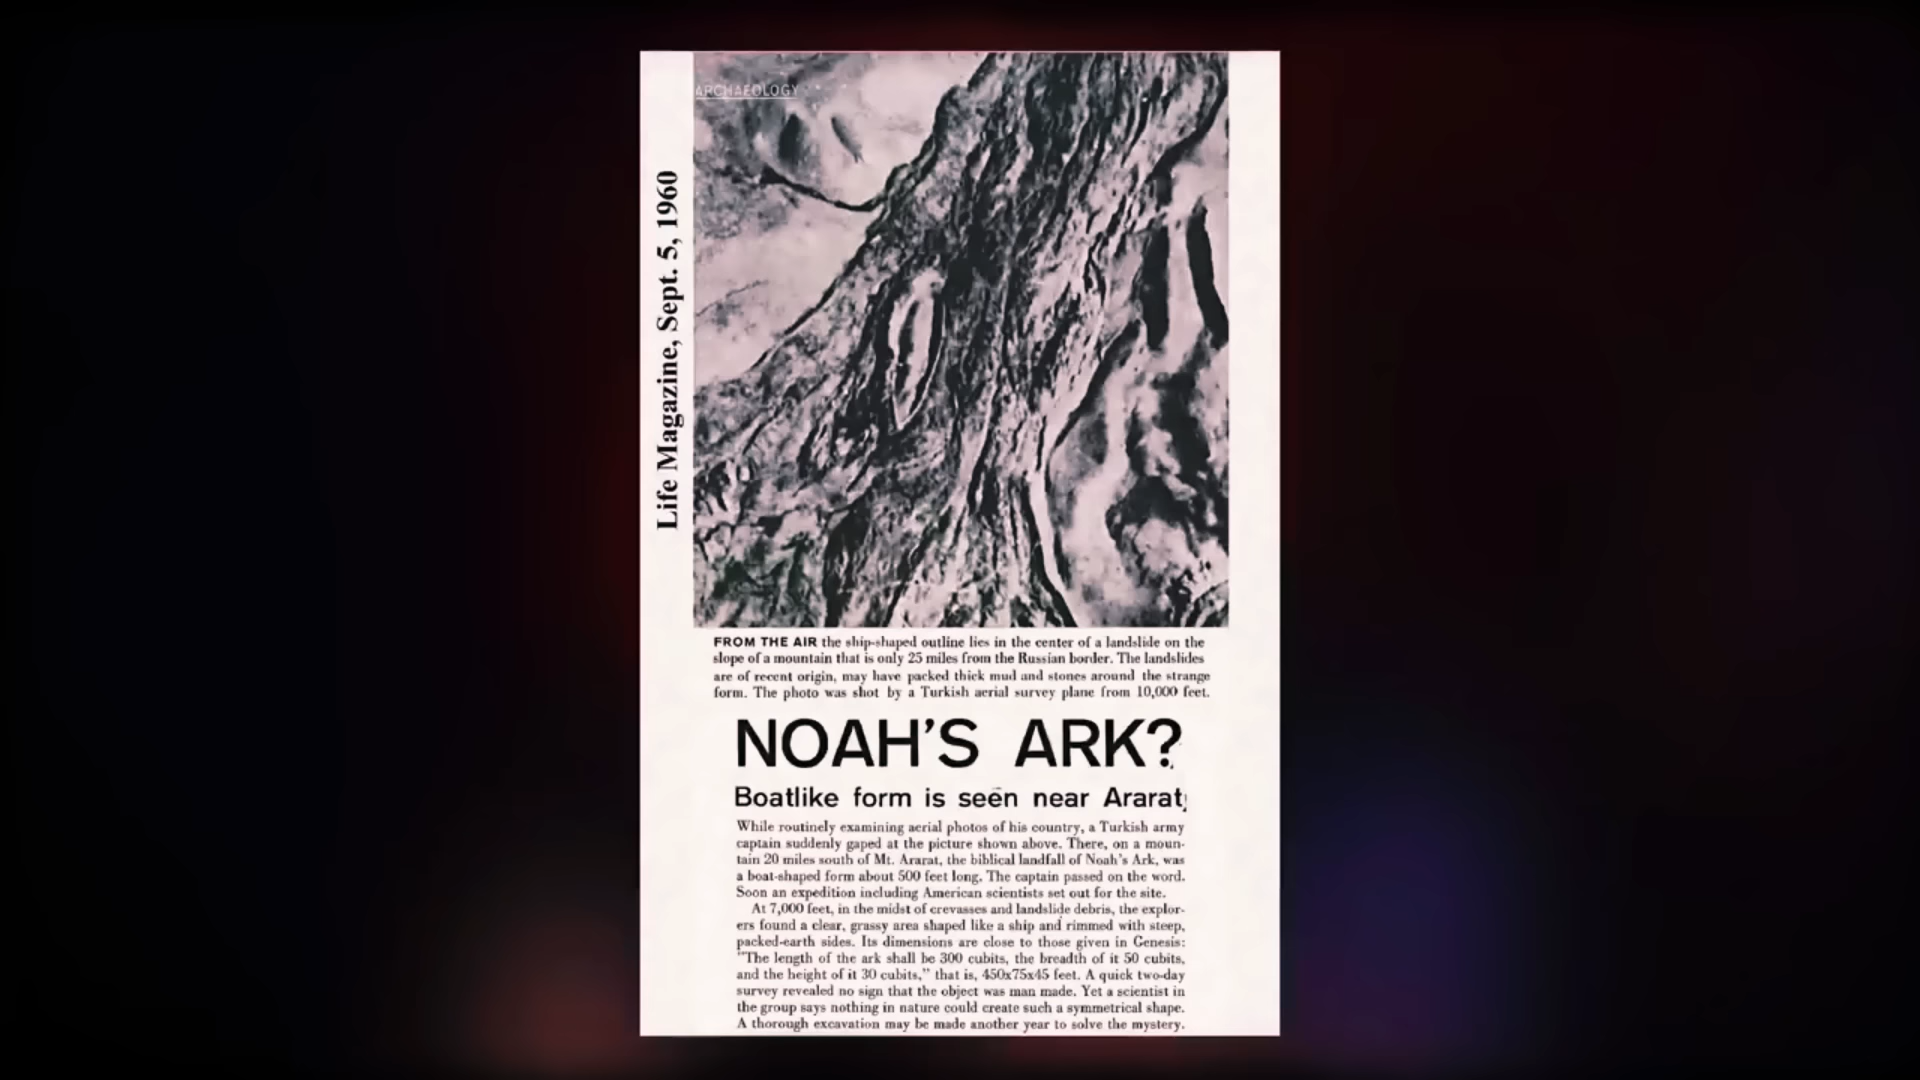 ARCHAEOLOGY
Life Magazine, Sept. 5, 1960
FROM THE AIR the ship-shaped outline lies in the center of a landslide on the
slope of a mountain that is only 25 miles from the Russian border. The landslides
are of recent origin, may have packed thick mud and stones around the strange
form. The photo was shot by a Turkish aerial survey plane from 10,000 feet.
NOAH'S ARK?
Boatlike form is seen near Ararat
While routinely examining aerial photos of his country, a Turkish army
captain suddenly gaped at the picture shown above. There, on a moun-
tain 20 miles south of Mt. Ararat, the biblical landfall of Noah's Ark, was
a boat-shaped form about 500 feet long. The captain passed on the word.
Soon an expedition including American scientists set out for the site.
At 7,000 feet, in the midst of crevasses and landslide debris, the explor-
ers found a clear, grassy area shaped like a ship and rimmed with steep,
packed-earth sides. Its dimensions are close to those given in Genesis:
"The length of the ark shall be 300 cubits, the breadth of it 50 cubits,
and the height of it 30 cubits," that is, 450x75x45 feet. A quick two-day
survey revealed no sign that the object was man made. Yet a scientist in
the group says nothing in nature could create such a symmetrical shape.
A thorough excavation may be made another year to solve the mystery.